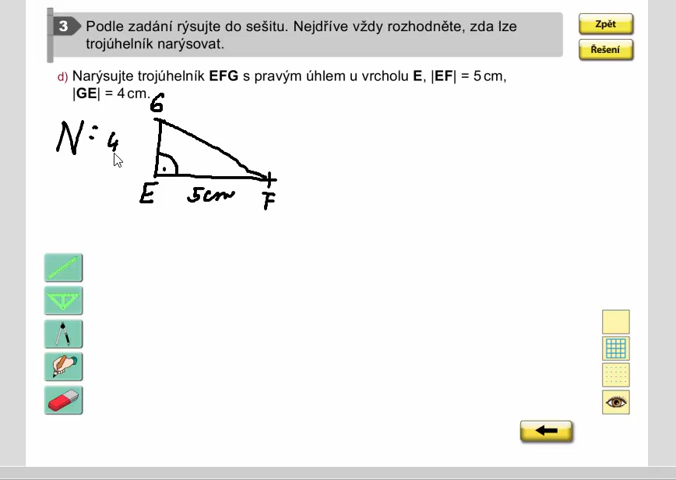 3 Podle zadání rýsujte do sešitu. Nejdříve vždy rozhodněte, zda lze
trojúhelník narýsovat.
Zpět
Řešení
d) Narýsujte trojúhelník EFG s pravým úhlem u vrcholu E, |EF| = 5 cm,
|GE| = 4 cm.
G
N: 4
E 5cm F